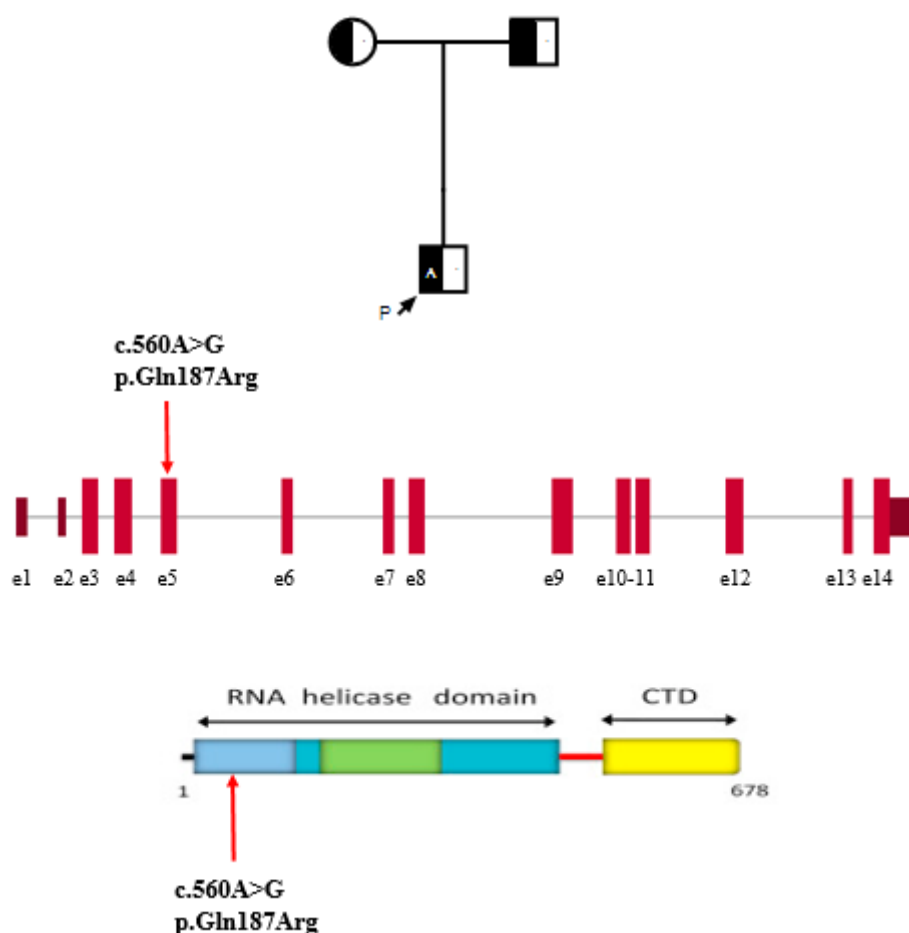 A
P
c.560A>G
p.Gln187Arg
e1 e2 e3 e4 e5 e6 e7 e8 e9 e10-11 e12 e13 e14
RNA helicase domain CTD
1 678
c.560A>G
p.Gln187Arg